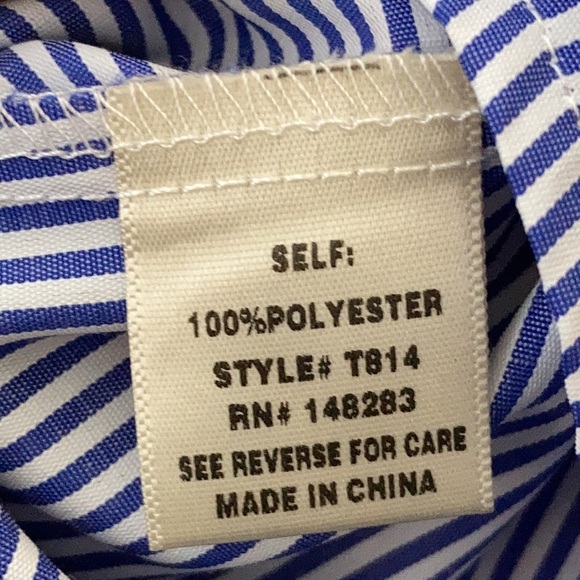 SELF:
100%POLYESTER
STYLE# T814
RN# 148283
SEE REVERSE FOR CARE
MADE IN CHINA